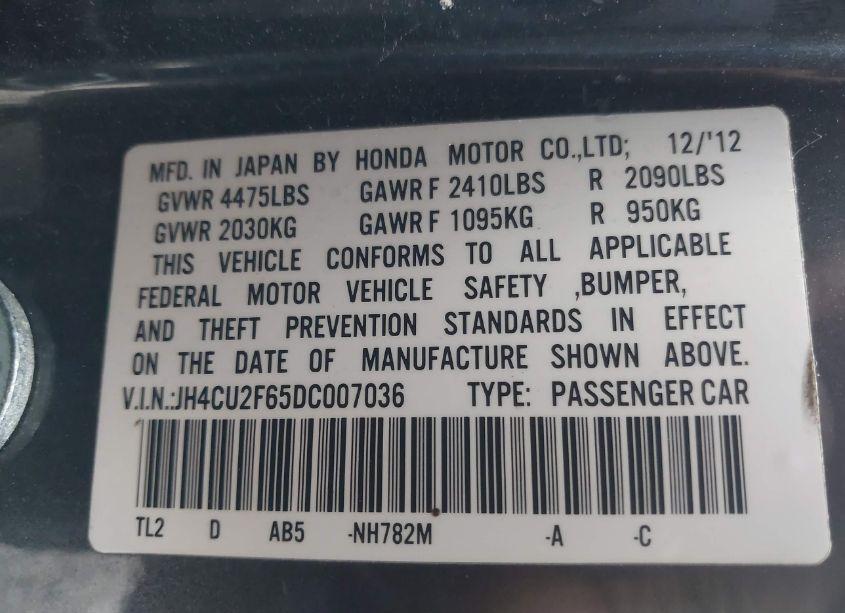 MFD. IN JAPAN BY HONDA MOTOR CO.,LTD; 12/'12
GVWR 4475LBS GAWR F 2410LBS R 2090LBS
GVWR 2030KG GAWR F 1095KG R 950KG
THIS VEHICLE CONFORMS TO ALL APPLICABLE
FEDERAL MOTOR VEHICLE SAFETY ,BUMPER,
AND THEFT PREVENTION STANDARDS IN EFFECT
ON THE DATE OF MANUFACTURE SHOWN ABOVE.
V.I.N.:JH4CU2F65DC007036 TYPE: PASSENGER CAR
TL2 D AB5 -NH782M -A -C